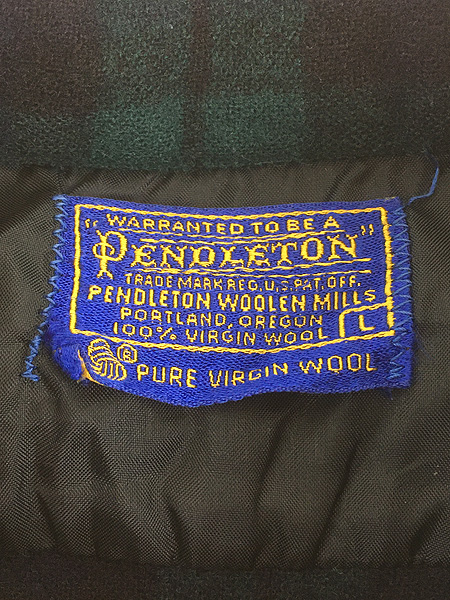 "WARRANTED TO BE A
PENDLETON"
TRADE MARK REG. U.S. PAT. OFF.
PENDLETON WOOLEN MILLS
PORTLAND, OREGON
100% VIRGIN WOOL L
R PURE VIRGIN WOOL